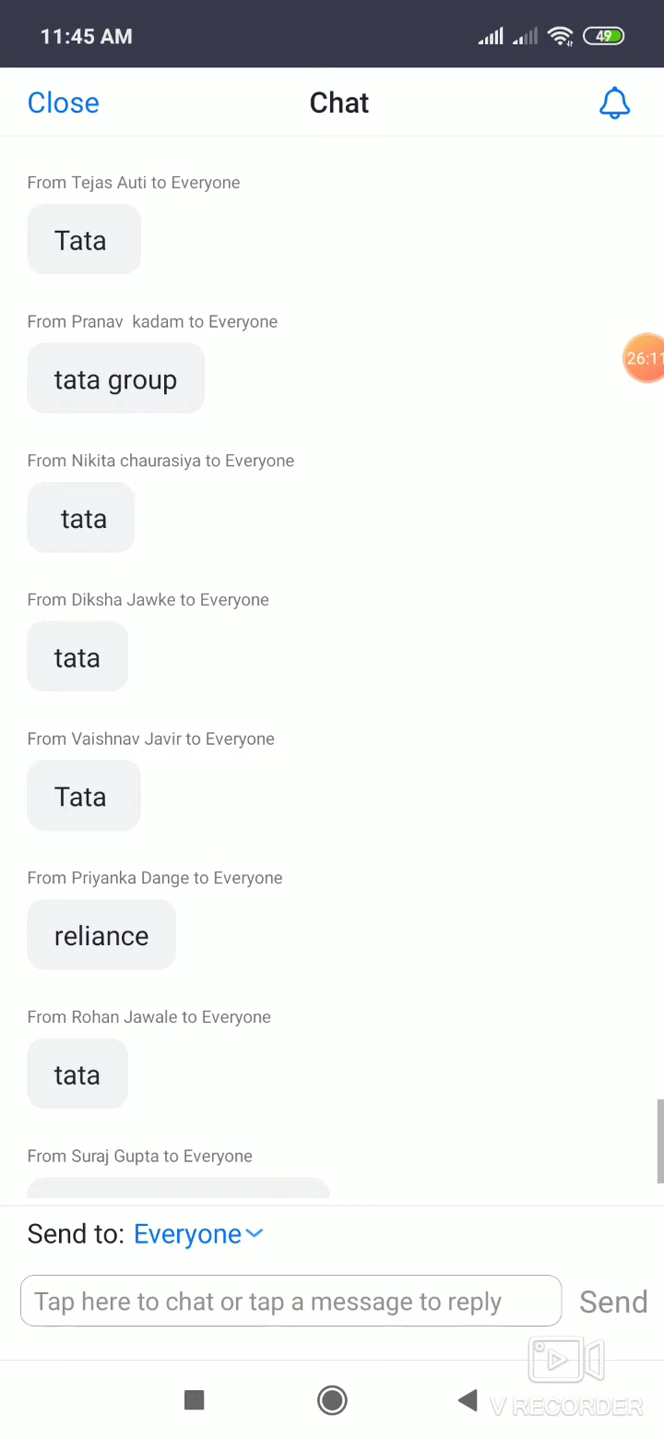 11:45 AM
49
Close
Chat
From Tejas Auti to Everyone
Tata
From Pranav  kadam to Everyone
tata group
26:11
From Nikita chaurasiya to Everyone
tata
From Diksha Jawke to Everyone
tata
From Vaishnav Javir to Everyone
Tata
From Priyanka Dange to Everyone
reliance
From Rohan Jawale to Everyone
tata
From Suraj Gupta to Everyone
Send to: Everyone
Tap here to chat or tap a message to reply
Send
V RECORDER